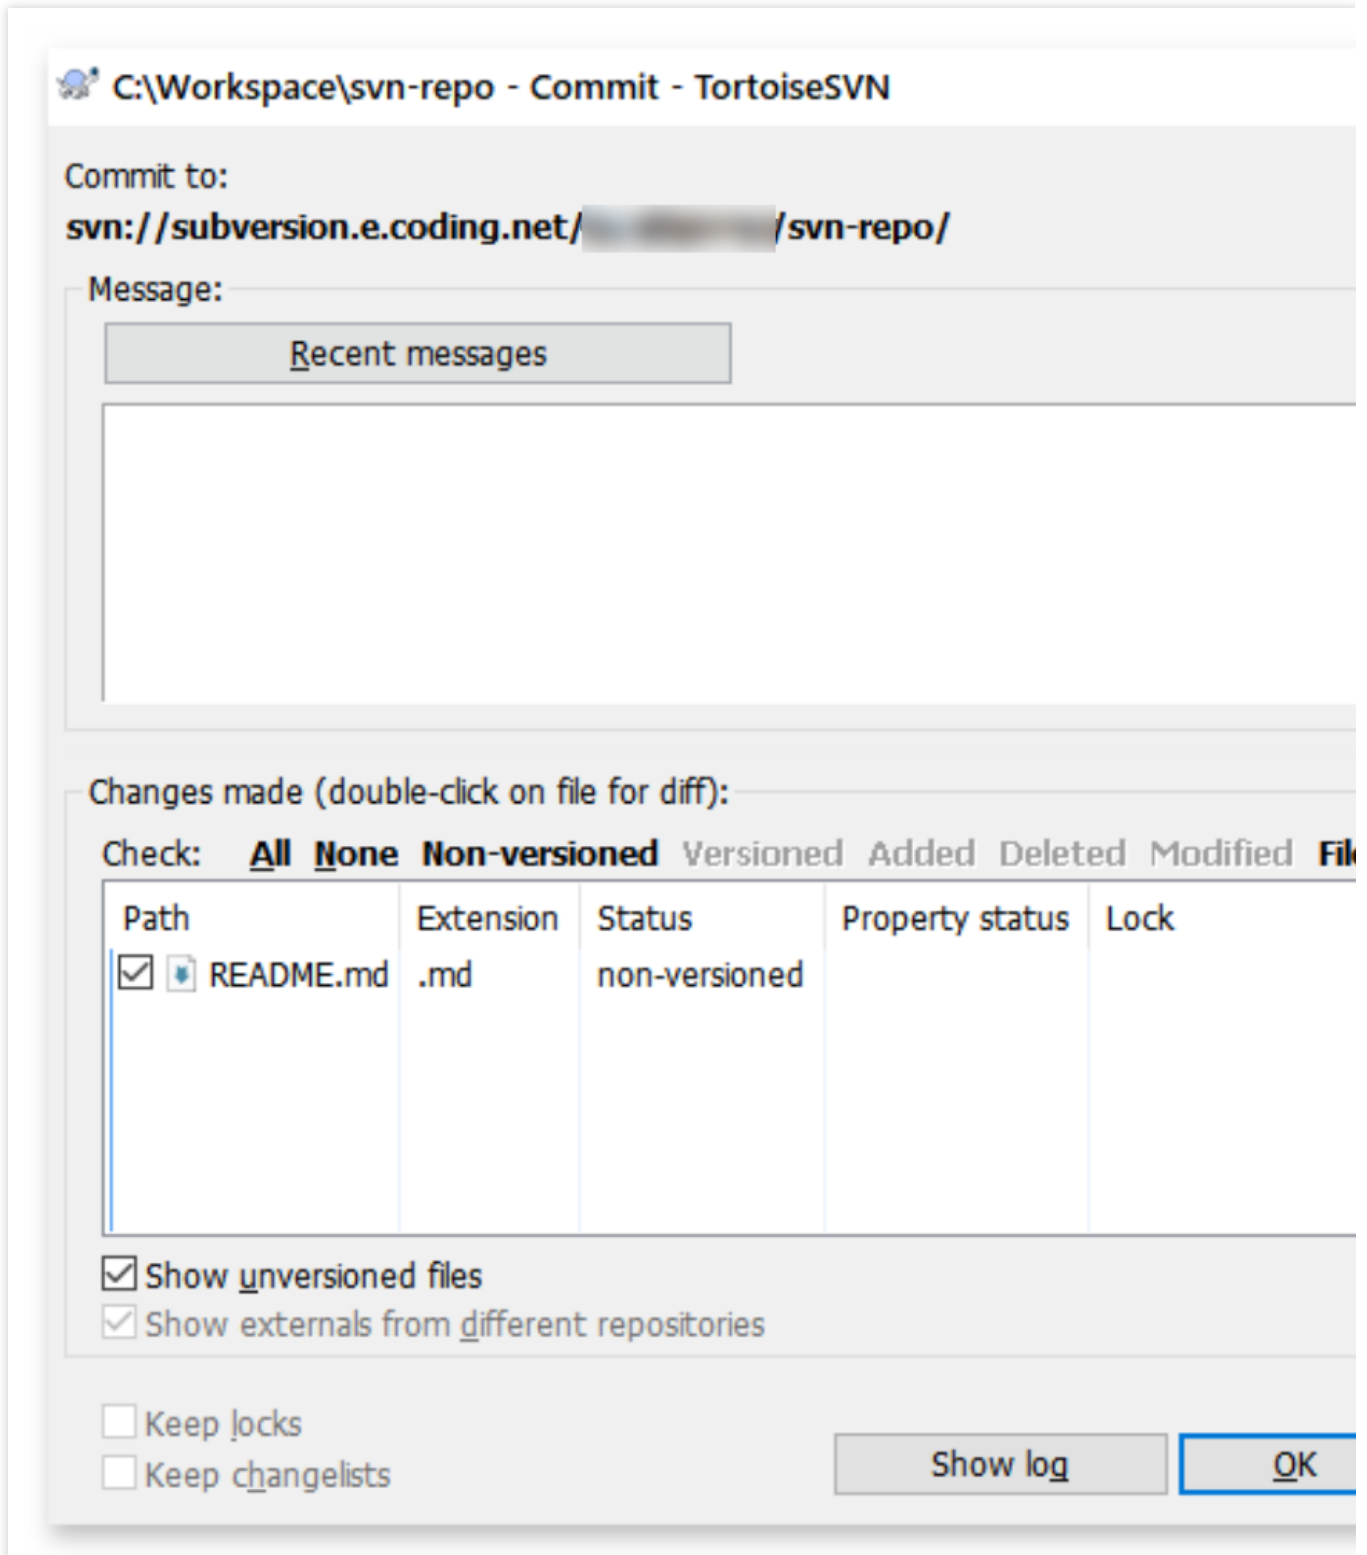 C:\Workspace\svn-repo - Commit - TortoiseSVN
Commit to:
svn://subversion.e.coding.net/ /svn-repo/
Message:
Recent messages
Changes made (double-click on file for diff):
Check: All None Non-versioned Versioned Added Deleted Modified File
Path Extension Status Property status Lock
README.md .md non-versioned
Show unversioned files
Show externals from different repositories
Keep locks
Keep changelists
Show log OK